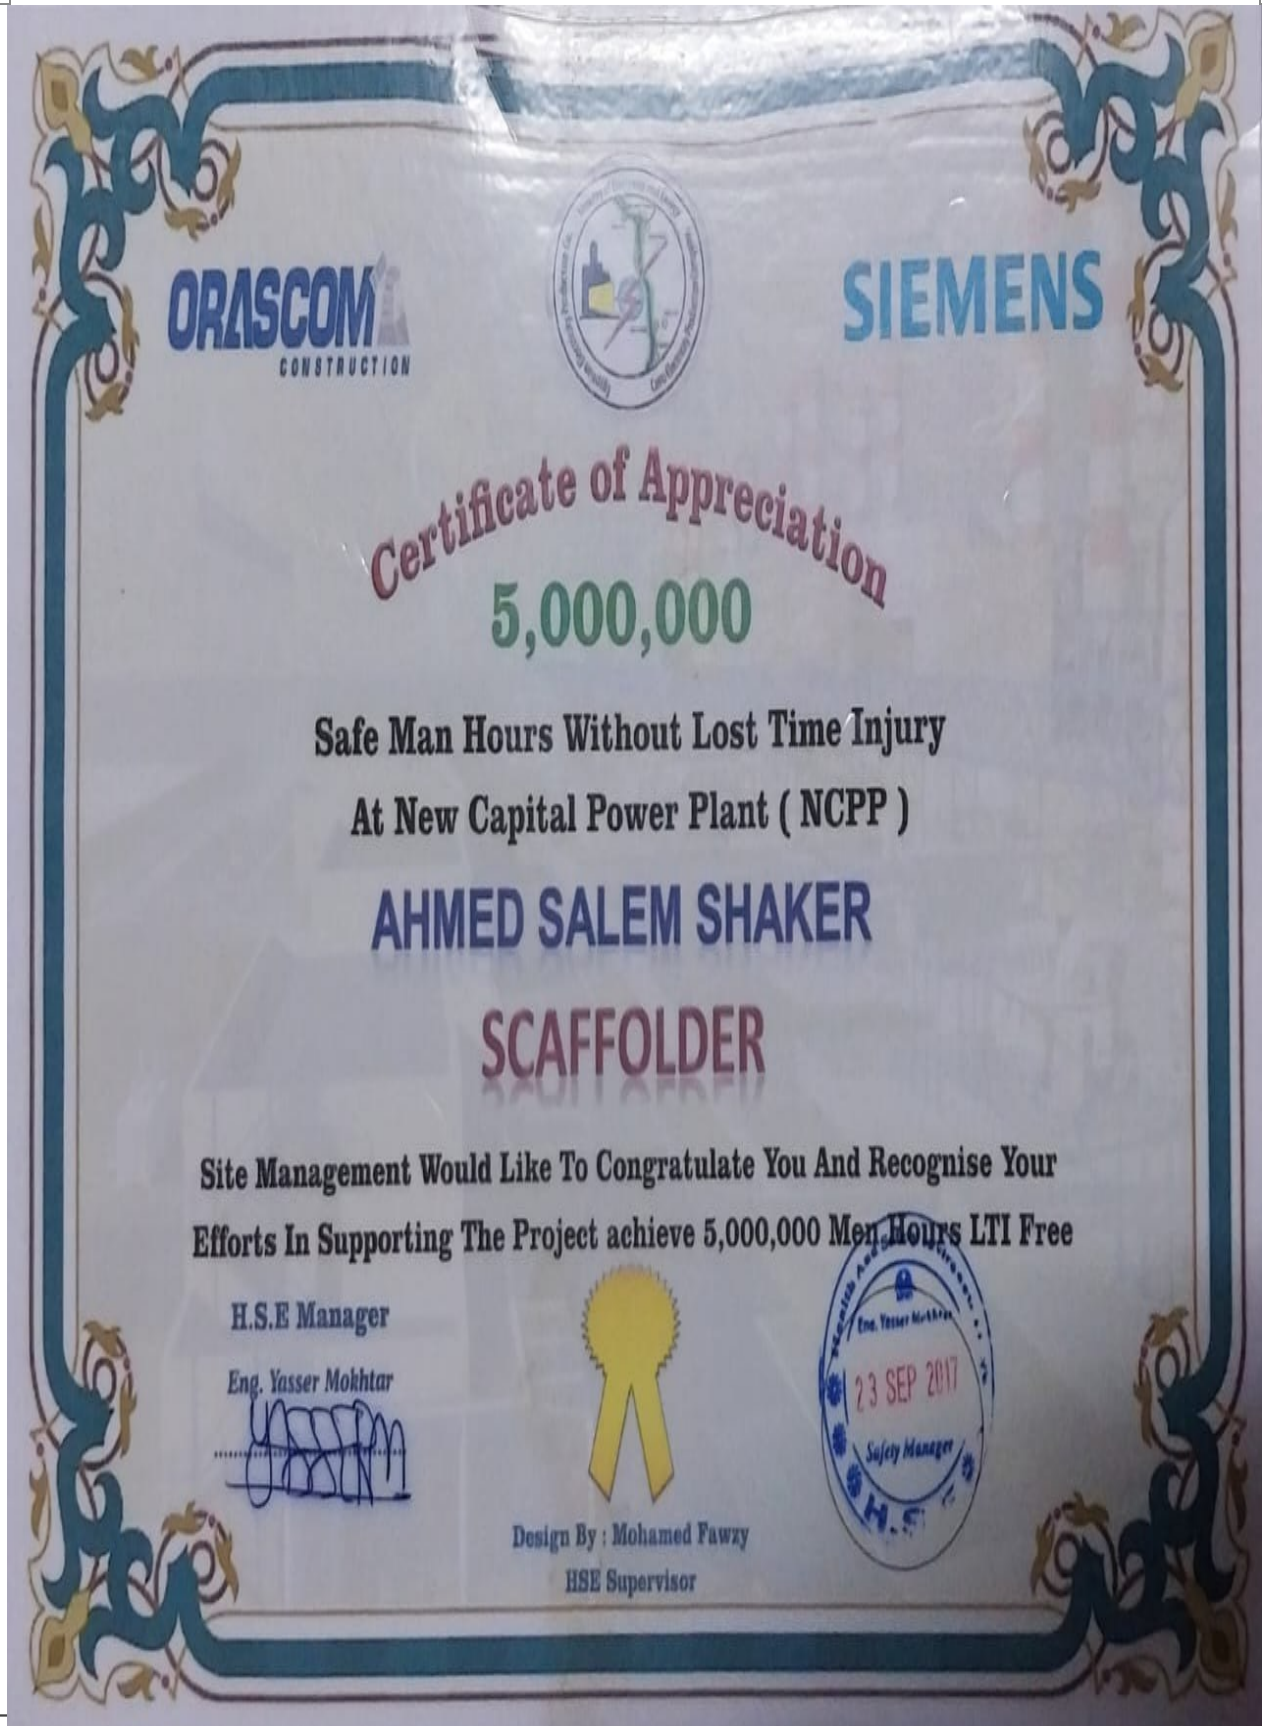 ORASCOM
CONSTRUCTION
SIEMENS
Certificate of Appreciation
5,000,000
Safe Man Hours Without Lost Time Injury
At New Capital Power Plant ( NCPP )
AHMED SALEM SHAKER
SCAFFOLDER
Site Management Would Like To Congratulate You And Recognise Your
Efforts In Supporting The Project achieve 5,000,000 Men Hours LTI Free
H.S.E Manager
Eng. Yasser Mokhtar
Health And
Eng. Yasser Mokhtar
23 SEP 2017
Safety Manager
H.S.E
Design By : Mohamed Fawzy
HSE Supervisor